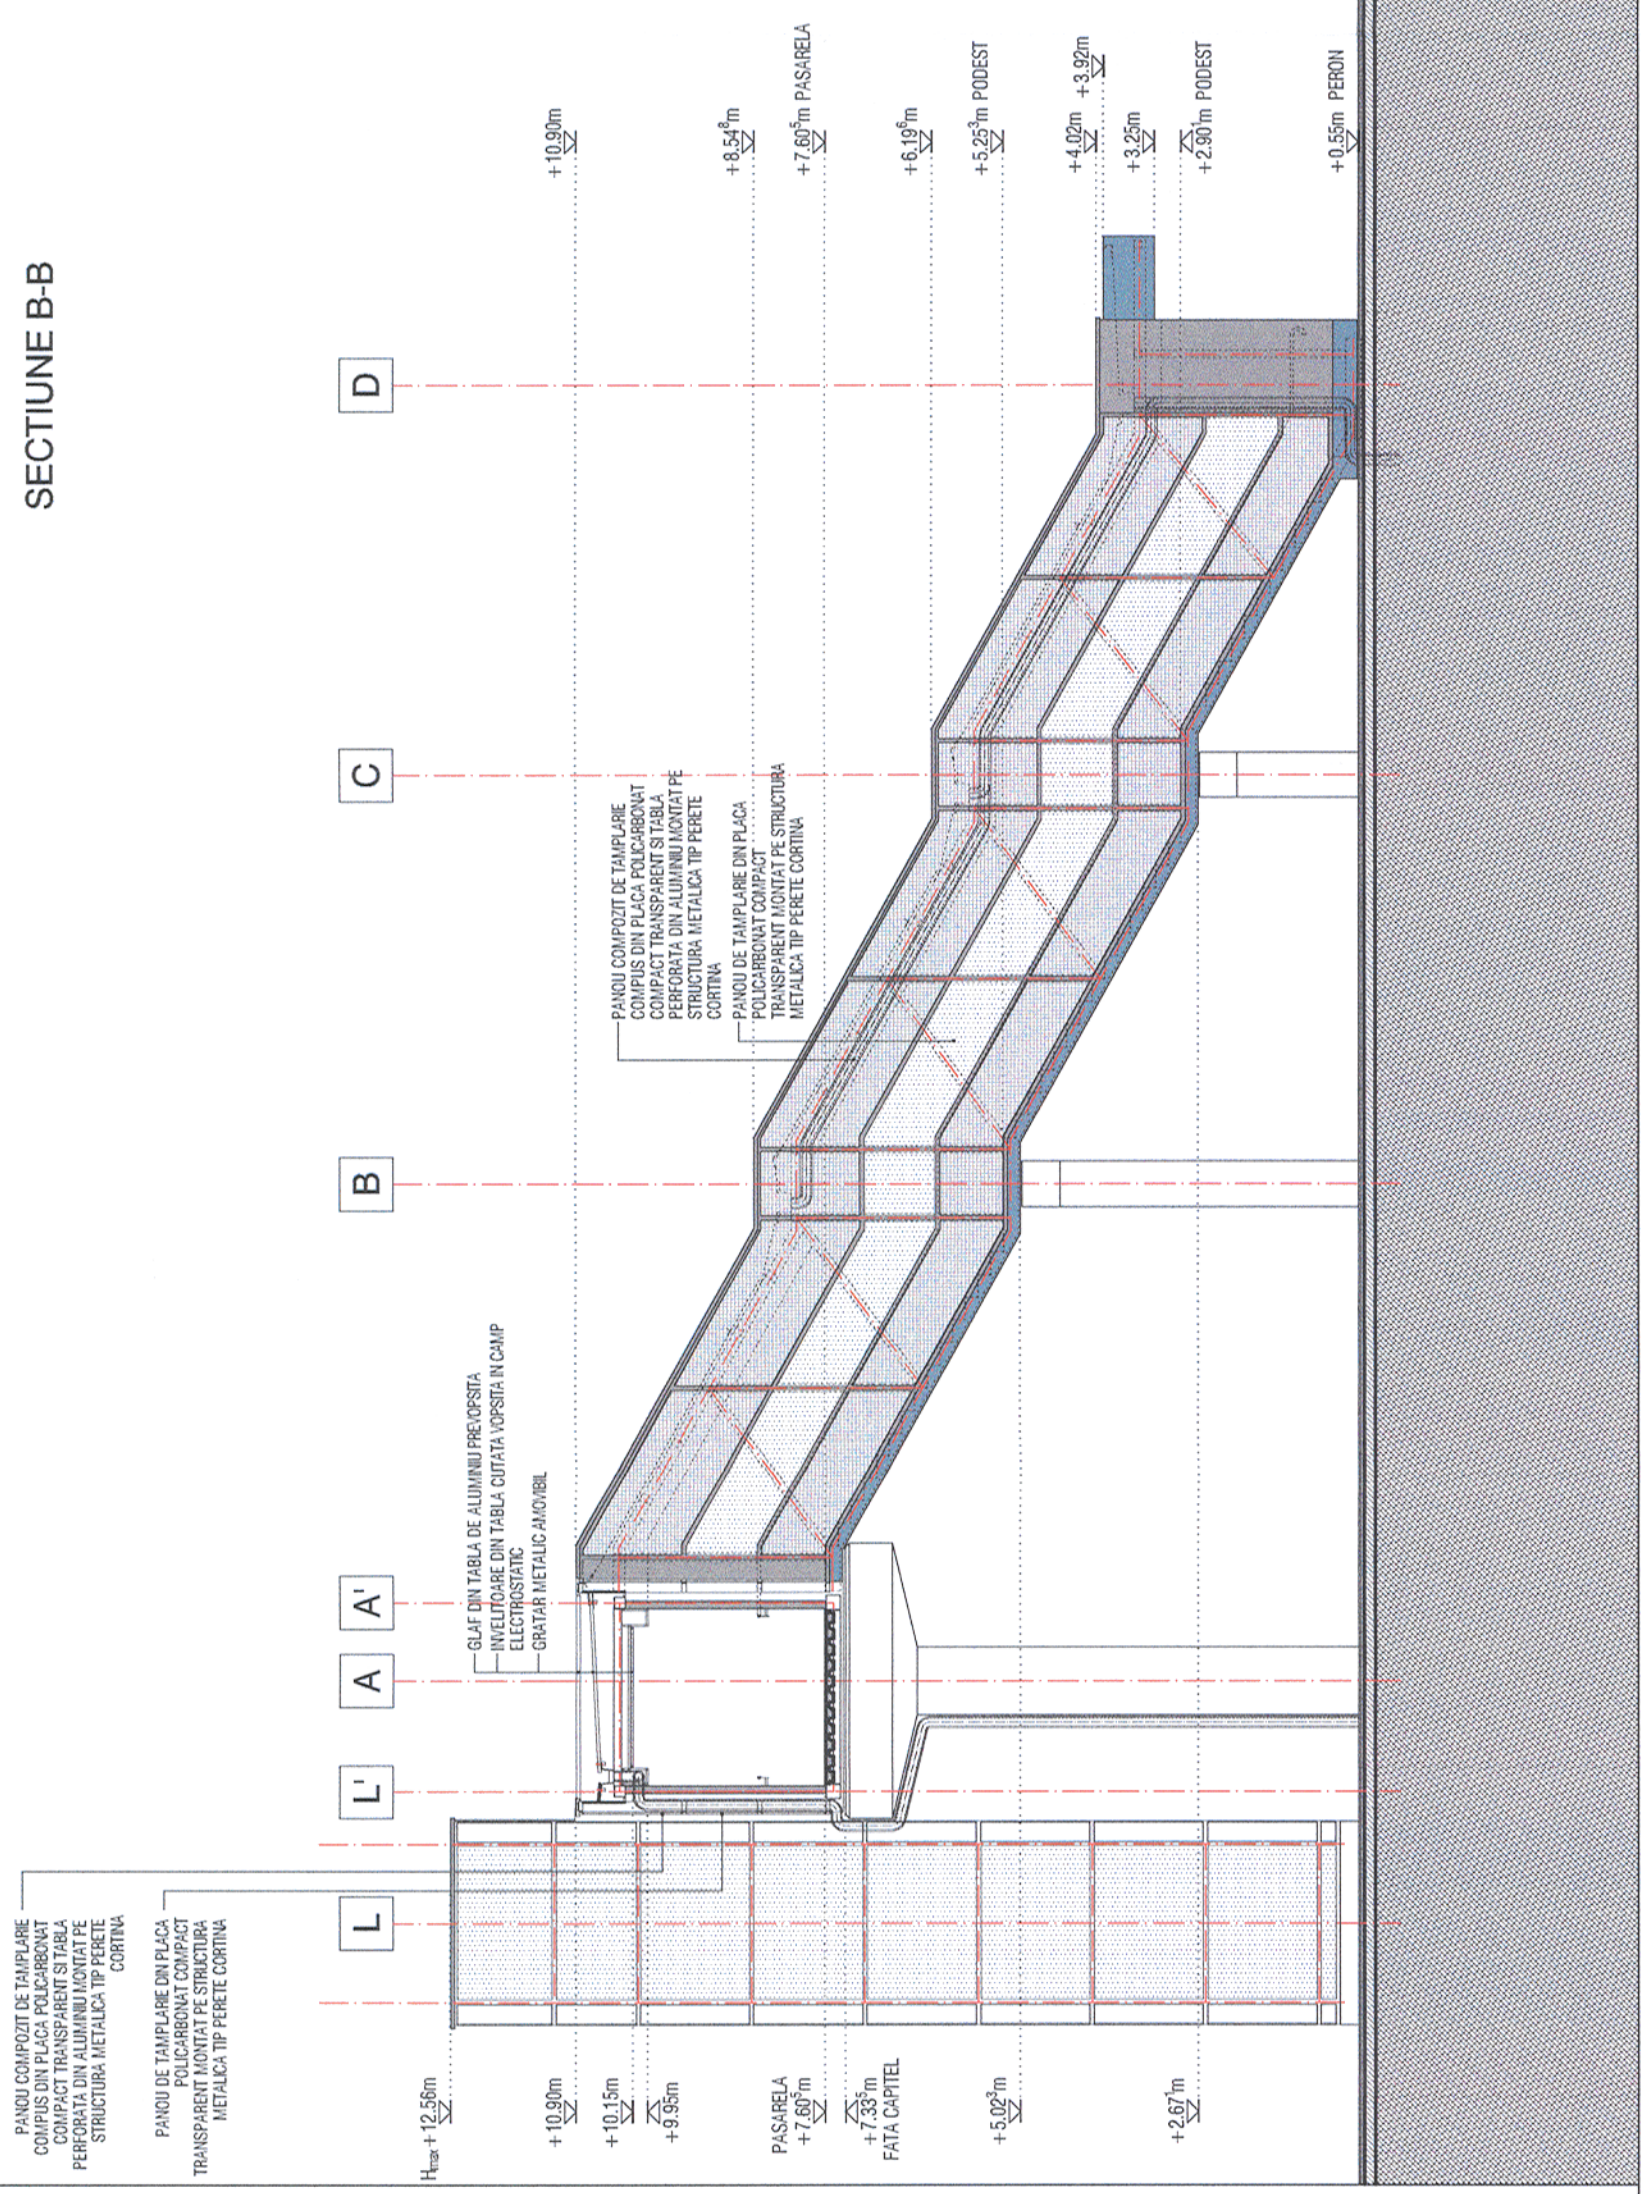 SECTIUNE B-B
PANOU COMPOZIT DE TAMPLARIE
COMPUS DIN PLACA POLICARBONAT
COMPACT TRANSPARENT SI TABLA
PERFORATA DIN ALUMINIU MONTAT PE
STRUCTURA METALICA TIP PERETE
CORTINA
PANOU DE TAMPLARIE DIN PLACA
POLICARBONAT COMPACT
TRANSPARENT MONTAT PE STRUCTURA
METALICA TIP PERETE CORTINA
L
L'
A
A'
B
C
D
GLAF DIN TABLA DE ALUMINIU PREVOPSITA
INVELITOARE DIN TABLA CUTATA VOPSITA IN CAMP
ELECTROSTATIC
GRATAR METALIC AMOVIBIL
PANOU COMPOZIT DE TAMPLARIE
COMPUS DIN PLACA POLICARBONAT
COMPACT TRANSPARENT SI TABLA
PERFORATA DIN ALUMINIU MONTAT PE
STRUCTURA METALICA TIP PERETE
CORTINA
PANOU DE TAMPLARIE DIN PLACA
POLICARBONAT COMPACT
TRANSPARENT MONTAT PE STRUCTURA
METALICA TIP PERETE CORTINA
Hmax+12.56m
+10.90m
+10.15m
+9.95m
PASARELA
+7.60⁵m
+7.33⁵m
FATA CAPITEL
+5.02³m
+2.67¹m
+10.90m
+8.54⁸m
+7.60⁵m PASARELA
+6.19⁶m
+5.25³m PODEST
+4.02m
+3.92m
+3.25m
+2.90¹m PODEST
+0.55m PERON